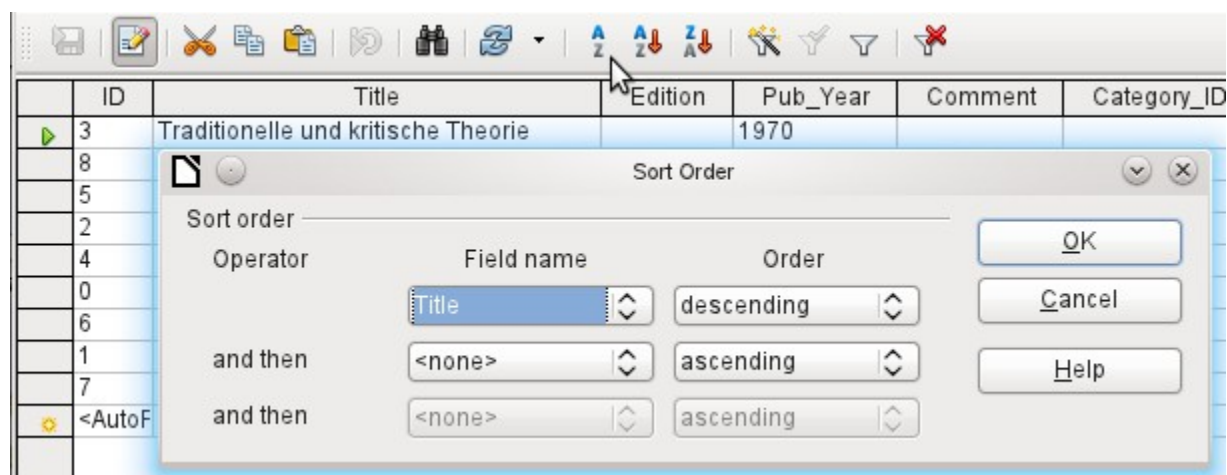 ID Title Edition Pub_Year Comment Category_ID
3 Traditionelle und kritische Theorie 1970
8
5
2
4
0
6
1
7
<AutoF
Sort Order
Sort order
Operator Field name Order
Title descending
and then <none> ascending
and then <none> ascending
OK
Cancel
Help